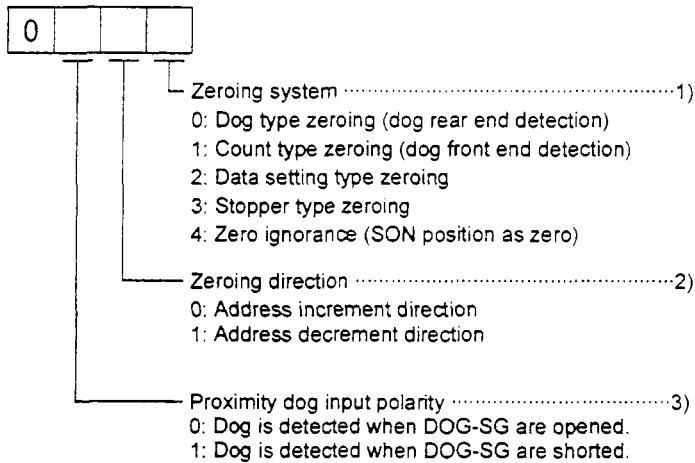 0
Zeroing system ················································1)
0: Dog type zeroing (dog rear end detection)
1: Count type zeroing (dog front end detection)
2: Data setting type zeroing
3: Stopper type zeroing
4: Zero ignorance (SON position as zero)
Zeroing direction ··············································2)
0: Address increment direction
1: Address decrement direction
Proximity dog input polarity ······························3)
0: Dog is detected when DOG-SG are opened.
1: Dog is detected when DOG-SG are shorted.